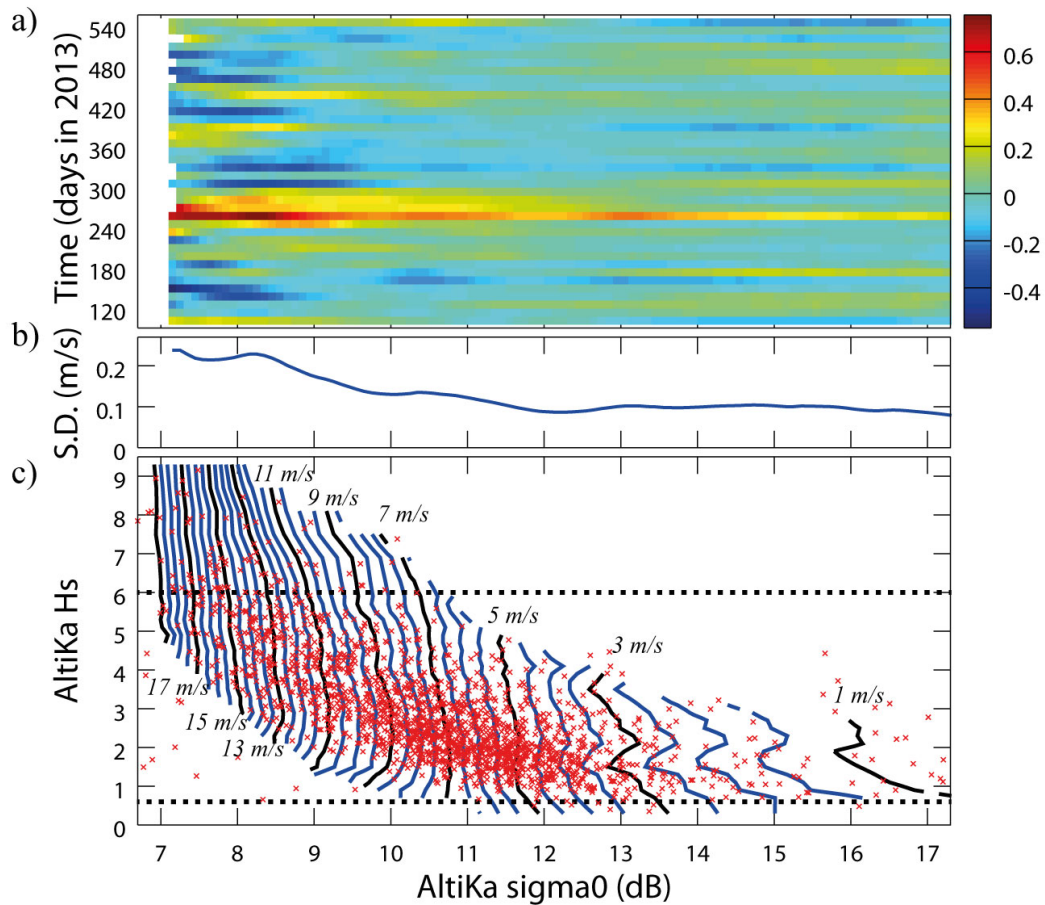 a)
Time (days in 2013)
540
480
420
360
300
240
180
120
0.6
0.4
0.2
0
-0.2
-0.4
b)
S.D. (m/s)
0.2
0.1
0
c)
AltiKa Hs
9
8
7
6
5
4
3
2
1
0
11 m/s
9 m/s
7 m/s
5 m/s
3 m/s
1 m/s
17 m/s
15 m/s
13 m/s
7 8 9 10 11 12 13 14 15 16 17
AltiKa sigma0 (dB)